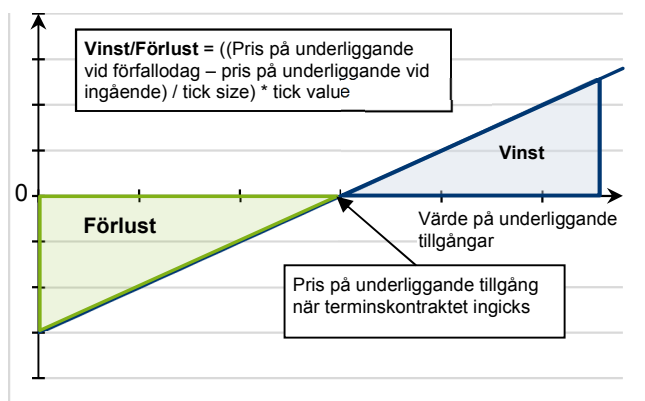 Vinst/Förlust = ((Pris på underliggande
vid förfallodag – pris på underliggande vid
ingående) / tick size) * tick value
Vinst
0
Förlust
Värde på underliggande
tillgångar
Pris på underliggande tillgång
när terminskontraktet ingicks